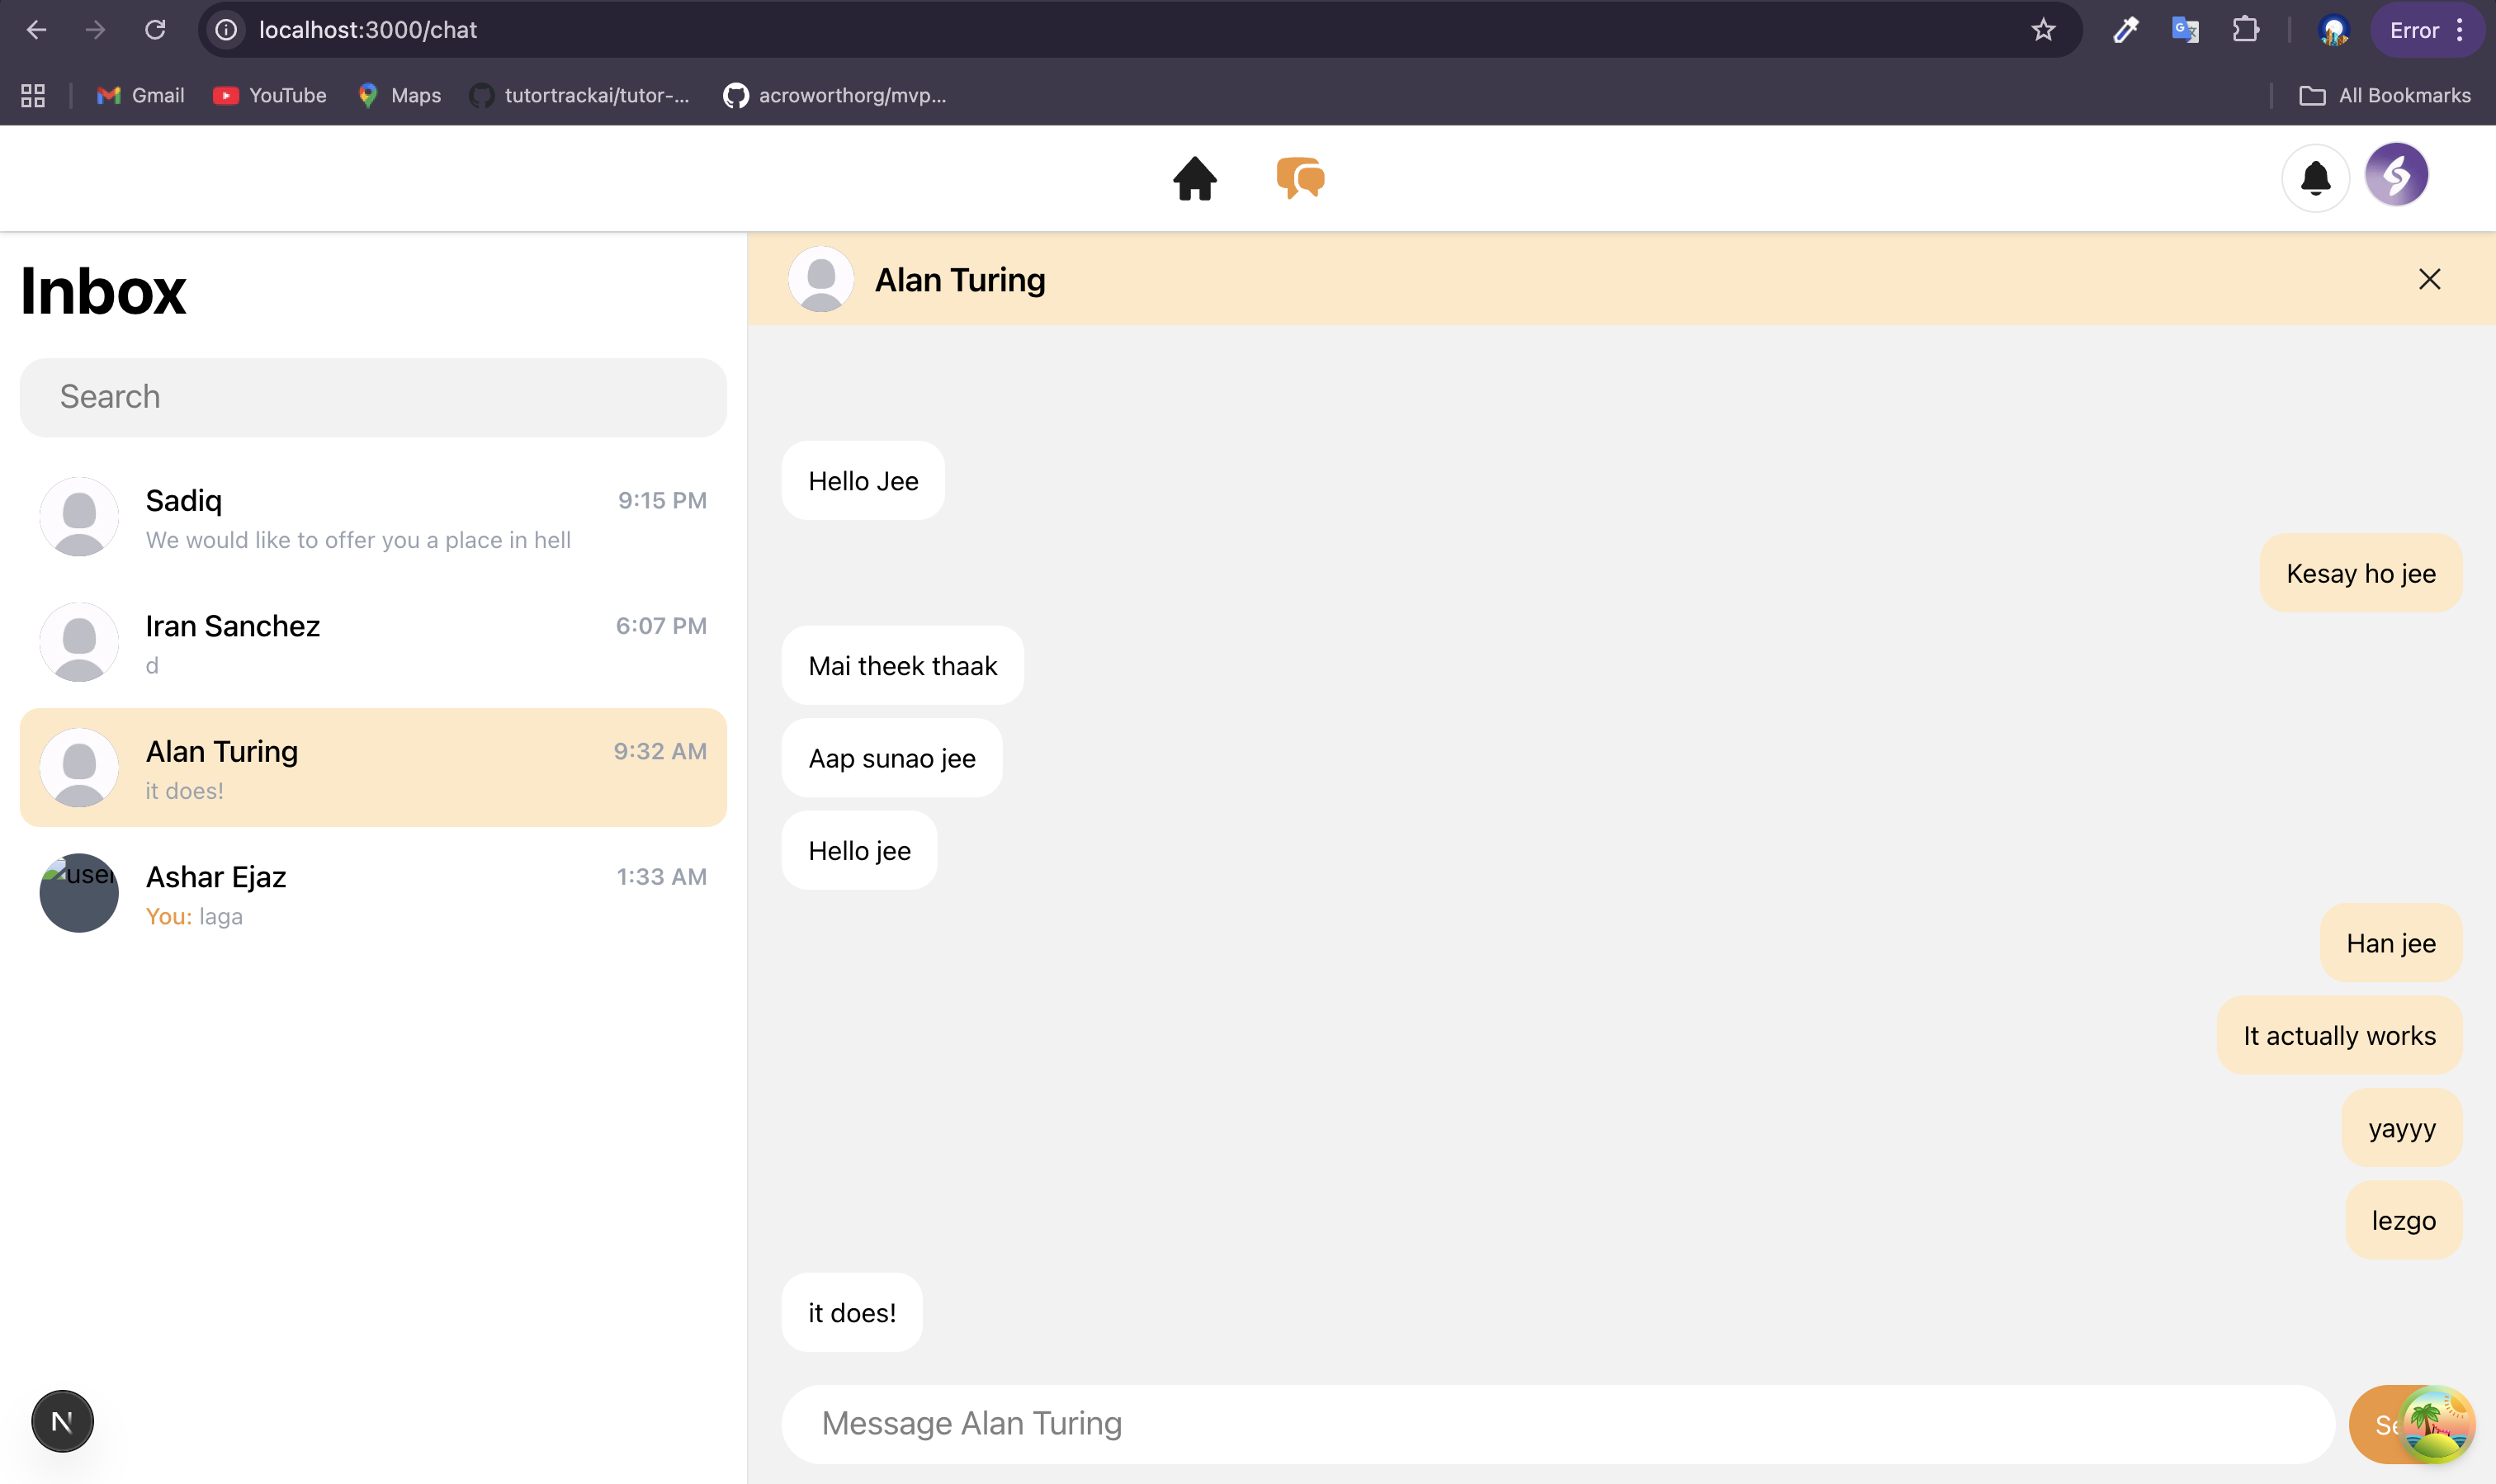 localhost:3000/chat
Error
Gmail
YouTube
Maps
tutortrackai/tutor-...
acroworthorg/mvp...
All Bookmarks
Inbox
Search
Sadiq
9:15 PM
We would like to offer you a place in hell
Iran Sanchez
6:07 PM
d
Alan Turing
9:32 AM
it does!
user
Ashar Ejaz
1:33 AM
You: laga
N
Alan Turing
Hello Jee
Kesay ho jee
Mai theek thaak
Aap sunao jee
Hello jee
Han jee
It actually works
yayyy
lezgo
it does!
Message Alan Turing